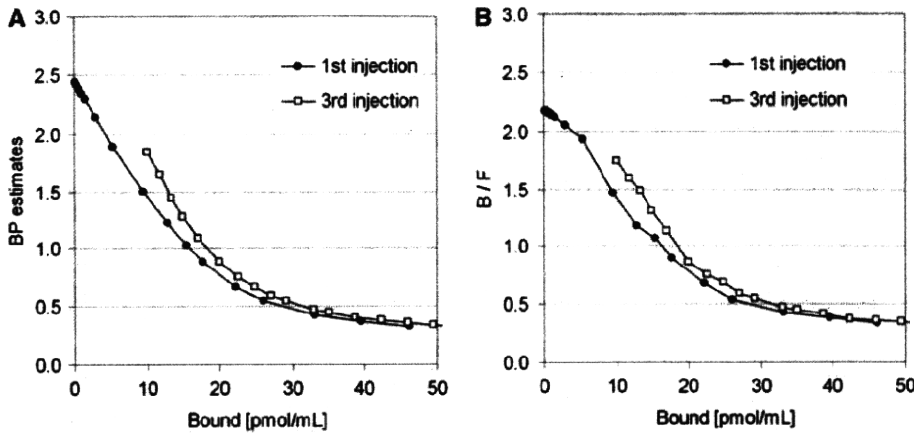 A
BP estimates
3.0
2.5
2.0
1.5
1.0
0.5
0.0
1st injection
3rd injection
0 10 20 30 40 50
Bound [pmol/mL]
B
B / F
3.0
2.5
2.0
1.5
1.0
0.5
0.0
1st injection
3rd injection
0 10 20 30 40 50
Bound [pmol/mL]